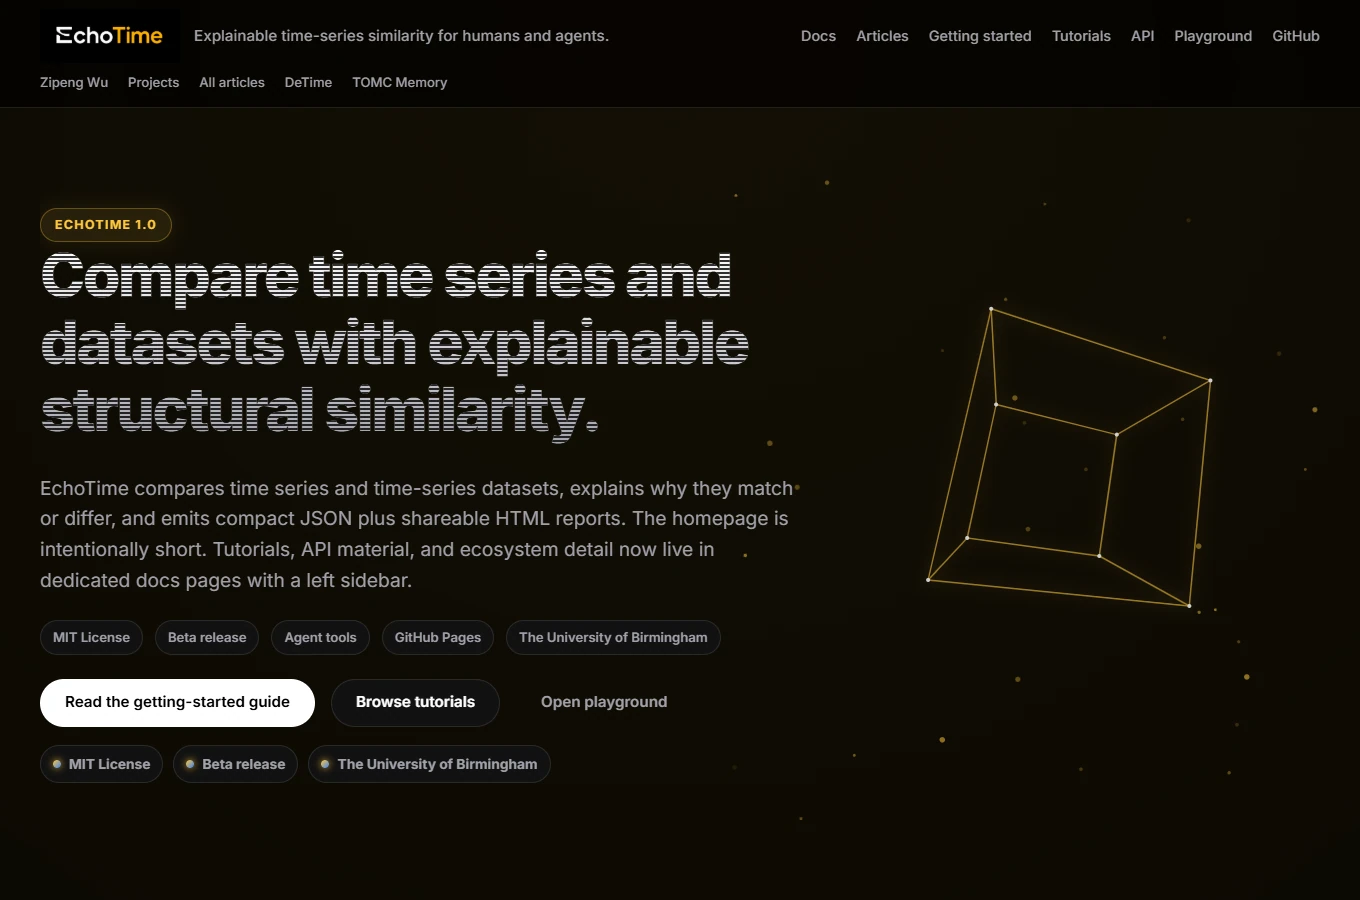 EchoTime
Explainable time-series similarity for humans and agents.
Docs Articles Getting started Tutorials API Playground GitHub
Zipeng Wu Projects All articles DeTime TOMC Memory
ECHOTIME 1.0
Compare time series and
datasets with explainable
structural similarity.
EchoTime compares time series and time-series datasets, explains why they match
or differ, and emits compact JSON plus shareable HTML reports. The homepage is
intentionally short. Tutorials, API material, and ecosystem detail now live in
dedicated docs pages with a left sidebar.
MIT License Beta release Agent tools GitHub Pages The University of Birmingham
Read the getting-started guide Browse tutorials Open playground
MIT License Beta release The University of Birmingham